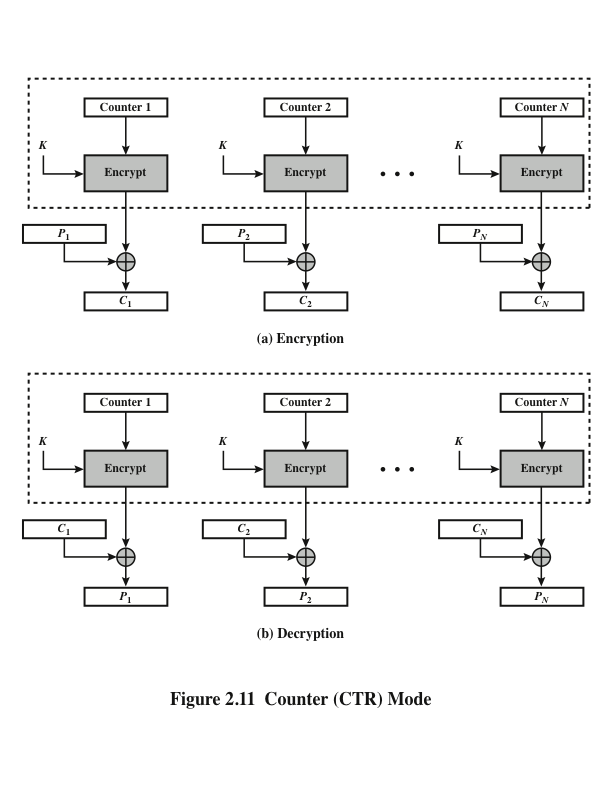 Counter 1 Counter 2 Counter N
K K K
Encrypt Encrypt • • • Encrypt
P1 P2 PN
C1 C2 CN
(a) Encryption
Counter 1 Counter 2 Counter N
K K K
Encrypt Encrypt • • • Encrypt
C1 C2 CN
P1 P2 PN
(b) Decryption
Figure 2.11 Counter (CTR) Mode